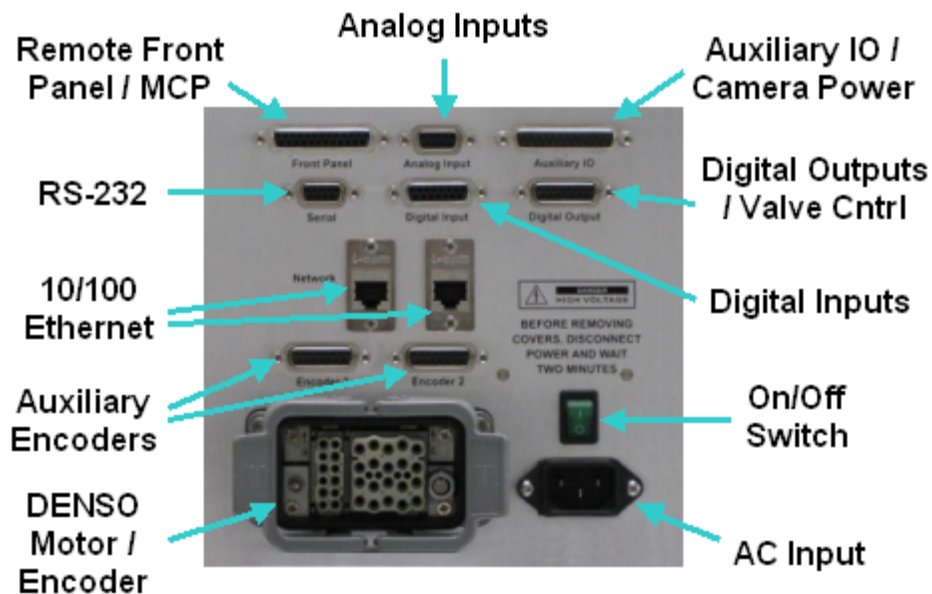 Analog Inputs
Remote Front
Panel / MCP
Auxiliary IO /
Camera Power
Front Panel
Analog Input
Auxiliary IO
RS-232
Serial
Digital Input
Digital Output
Digital Outputs
/ Valve Cntrl
10/100
Ethernet
Network
DANGER
HIGH VOLTAGE
Digital Inputs
BEFORE REMOVING
COVERS, DISCONNECT
POWER AND WAIT
TWO MINUTES
Auxiliary
Encoders
Encoder
Encoder 2
On/Off
Switch
DENSO
Motor /
Encoder
AC Input